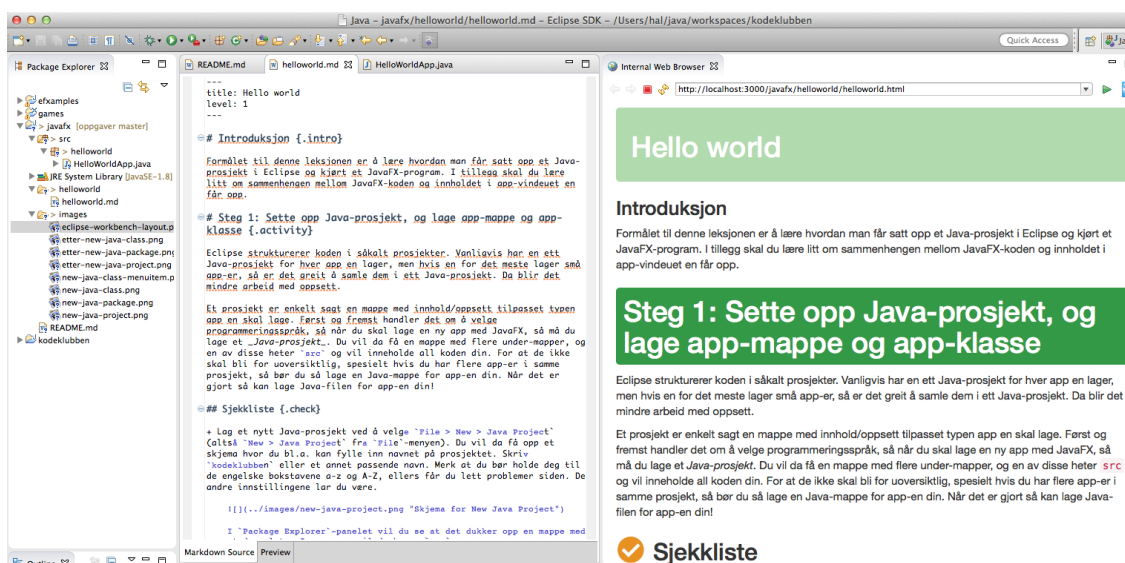 Java – javafx/helloworld/helloworld.md – Eclipse SDK – /Users/hal/java/workspaces/kodeklubben
Quick Access
Package Explorer
efxamples
games
> javafx [oppgaver master]
> src
> helloworld
> HelloWorldApp.java
JRE System Library [JavaSE-1.8]
> helloworld
helloworld.md
> images
eclipse-workbench-layout.p
etter-new-java-class.png
etter-new-java-package.png
etter-new-java-project.png
new-java-class-menuitem.p
new-java-class.png
new-java-package.png
new-java-project.png
README.md
> kodeklubben
README.md
helloworld.md
HelloWorldApp.java
---
title: Hello world
level: 1
---
# Introduksjon {.intro}
Formålet til denne leksjonen er å lære hvordan man får satt opp et Java-
prosjekt i Eclipse og kjørt et JavaFX-program. I tillegg skal du lære
litt om sammenhengen mellom JavaFX-koden og innholdet i app-vinduet en
får opp.
# Steg 1: Sette opp Java-prosjekt, og lage app-mappe og app-
klasse {.activity}
Eclipse strukturerer koden i såkalt prosjekter. Vanligvis har en ett
Java-prosjekt for hver app en lager, men hvis en for det meste lager små
app-er, så er det greit å samle dem i ett Java-prosjekt. Da blir det
mindre arbeid med oppsett.
Et prosjekt er enkelt sagt en mappe med innhold/oppsett tilpasset typen
app en skal lage. Først og fremst handler det om å velge
programmeringsspråk, så når du skal lage en ny app med JavaFX, så må du
lage et _Java-prosjekt_. Du vil da få en mappe med flere under-mapper, og
en av disse heter `src` og vil inneholde all koden din. For at de ikke
skal bli for uoversiktlig, spesielt hvis du har flere app-er i samme
prosjekt, så bør du så lage en Java-mappe for app-en din. Når det er
gjort så kan lage Java-filen for app-en din!
## Sjekkliste {.check}
+ Lag et nytt Java-prosjekt ved å velge `File > New > Java Project`
(altså `New > Java Project` fra `File`-menyen). Du vil da få opp et
skjema hvor du bl.a. kan fylle inn navnet på prosjektet. Skriv
`kodeklubben` eller et annet passende navn. Merk at du bør holde deg til
de engelske bokstavene a-z og A-Z, ellers får du lett problemer siden. De
andre innstillingene lar du være.
![](../images/new-java-project.png "Skjema for New Java Project")
I `Package Explorer`-panelet vil du se at det dukker opp en mappe med
Markdown Source
Preview
Internal Web Browser
http://localhost:3000/javafx/helloworld/helloworld.html
Hello world
Introduksjon
Formålet til denne leksjonen er å lære hvordan man får satt opp et Java-prosjekt i Eclipse og kjørt et
JavaFX-program. I tillegg skal du lære litt om sammenhengen mellom JavaFX-koden og innholdet i
app-vindeuet en får opp.
Steg 1: Sette opp Java-prosjekt, og
lage app-mappe og app-klasse
Eclipse strukturerer koden i såkalt prosjekter. Vanligvis har en ett Java-prosjekt for hver app en lager,
men hvis en for det meste lager små app-er, så er det greit å samle dem i ett Java-prosjekt. Da blir det
mindre arbeid med oppsett.
Et prosjekt er enkelt sagt en mappe med innhold/oppsett tilpasset typen app en skal lage. Først og
fremst handler det om å velge programmeringsspråk, så når du skal lage en ny app med JavaFX, så
må du lage et Java-prosjekt. Du vil da få en mappe med flere under-mapper, og en av disse heter src
og vil inneholde all koden din. For at de ikke skal bli for uoversiktlig, spesielt hvis du har flere app-er i
samme prosjekt, så bør du så lage en Java-mappe for app-en din. Når det er gjort så kan lage Java-
filen for app-en din!
Sjekkliste